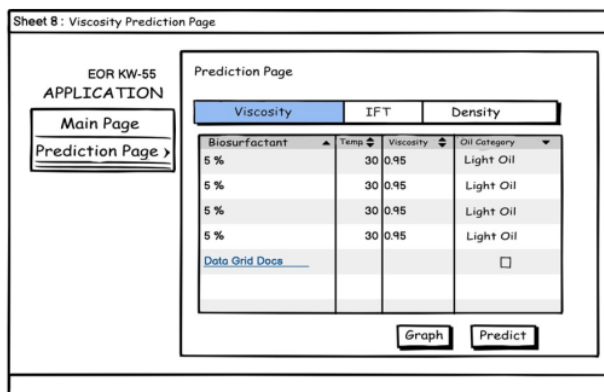 Sheet 8 : Viscosity Prediction Page
EOR KW-55
APPLICATION
Main Page
Prediction Page ›
Prediction Page
Viscosity IFT Density
Biosurfactant Temp Viscosity Oil Category
5 % 30 0.95 Light Oil
5 % 30 0.95 Light Oil
5 % 30 0.95 Light Oil
5 % 30 0.95 Light Oil
Data Grid Docs
Graph Predict